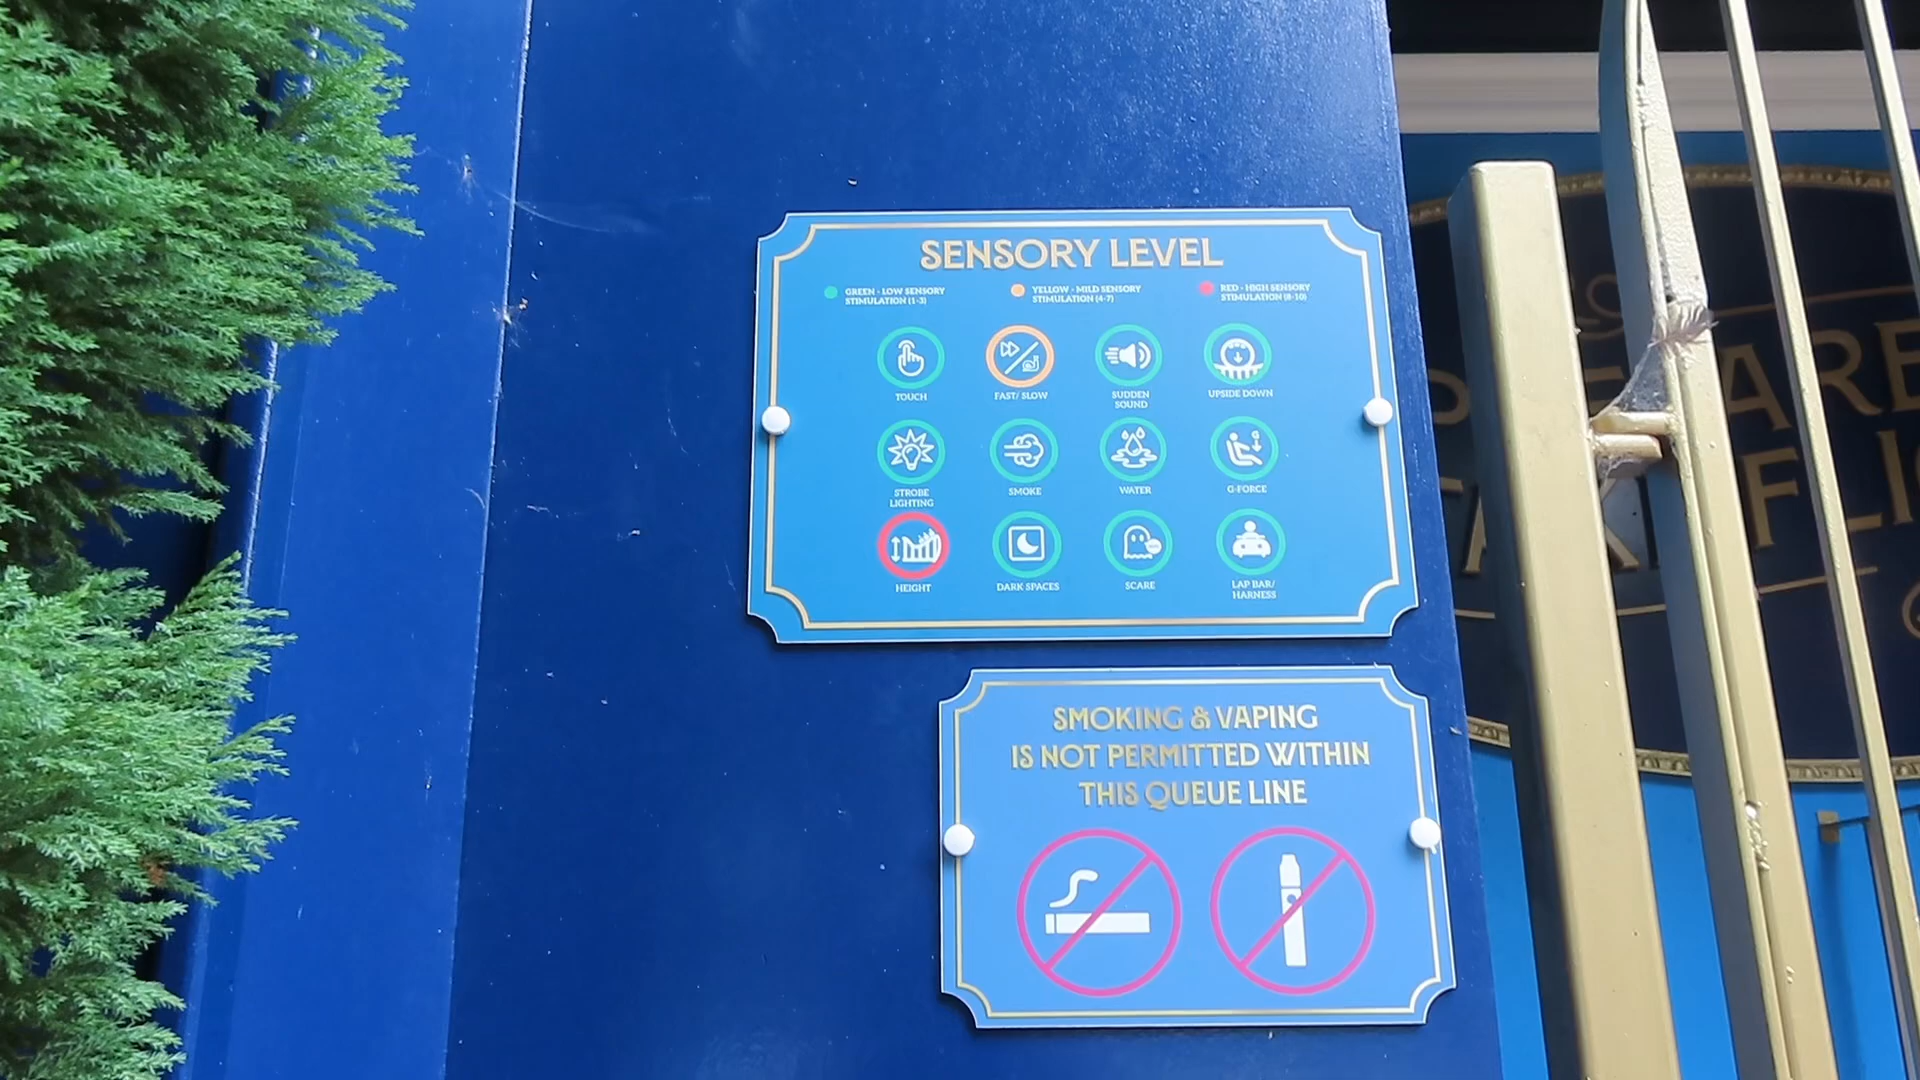 SENSORY LEVEL
GREEN - LOW SENSORY
STIMULATION (1-3)
YELLOW - MILD SENSORY
STIMULATION (4-7)
RED - HIGH SENSORY
STIMULATION (8-10)
TOUCH
FAST/ SLOW
SUDDEN
SOUND
UPSIDE DOWN
STROBE
LIGHTING
SMOKE
WATER
G-FORCE
HEIGHT
DARK SPACES
SCARE
LAP BAR/
HARNESS
SMOKING & VAPING
IS NOT PERMITTED WITHIN
THIS QUEUE LINE